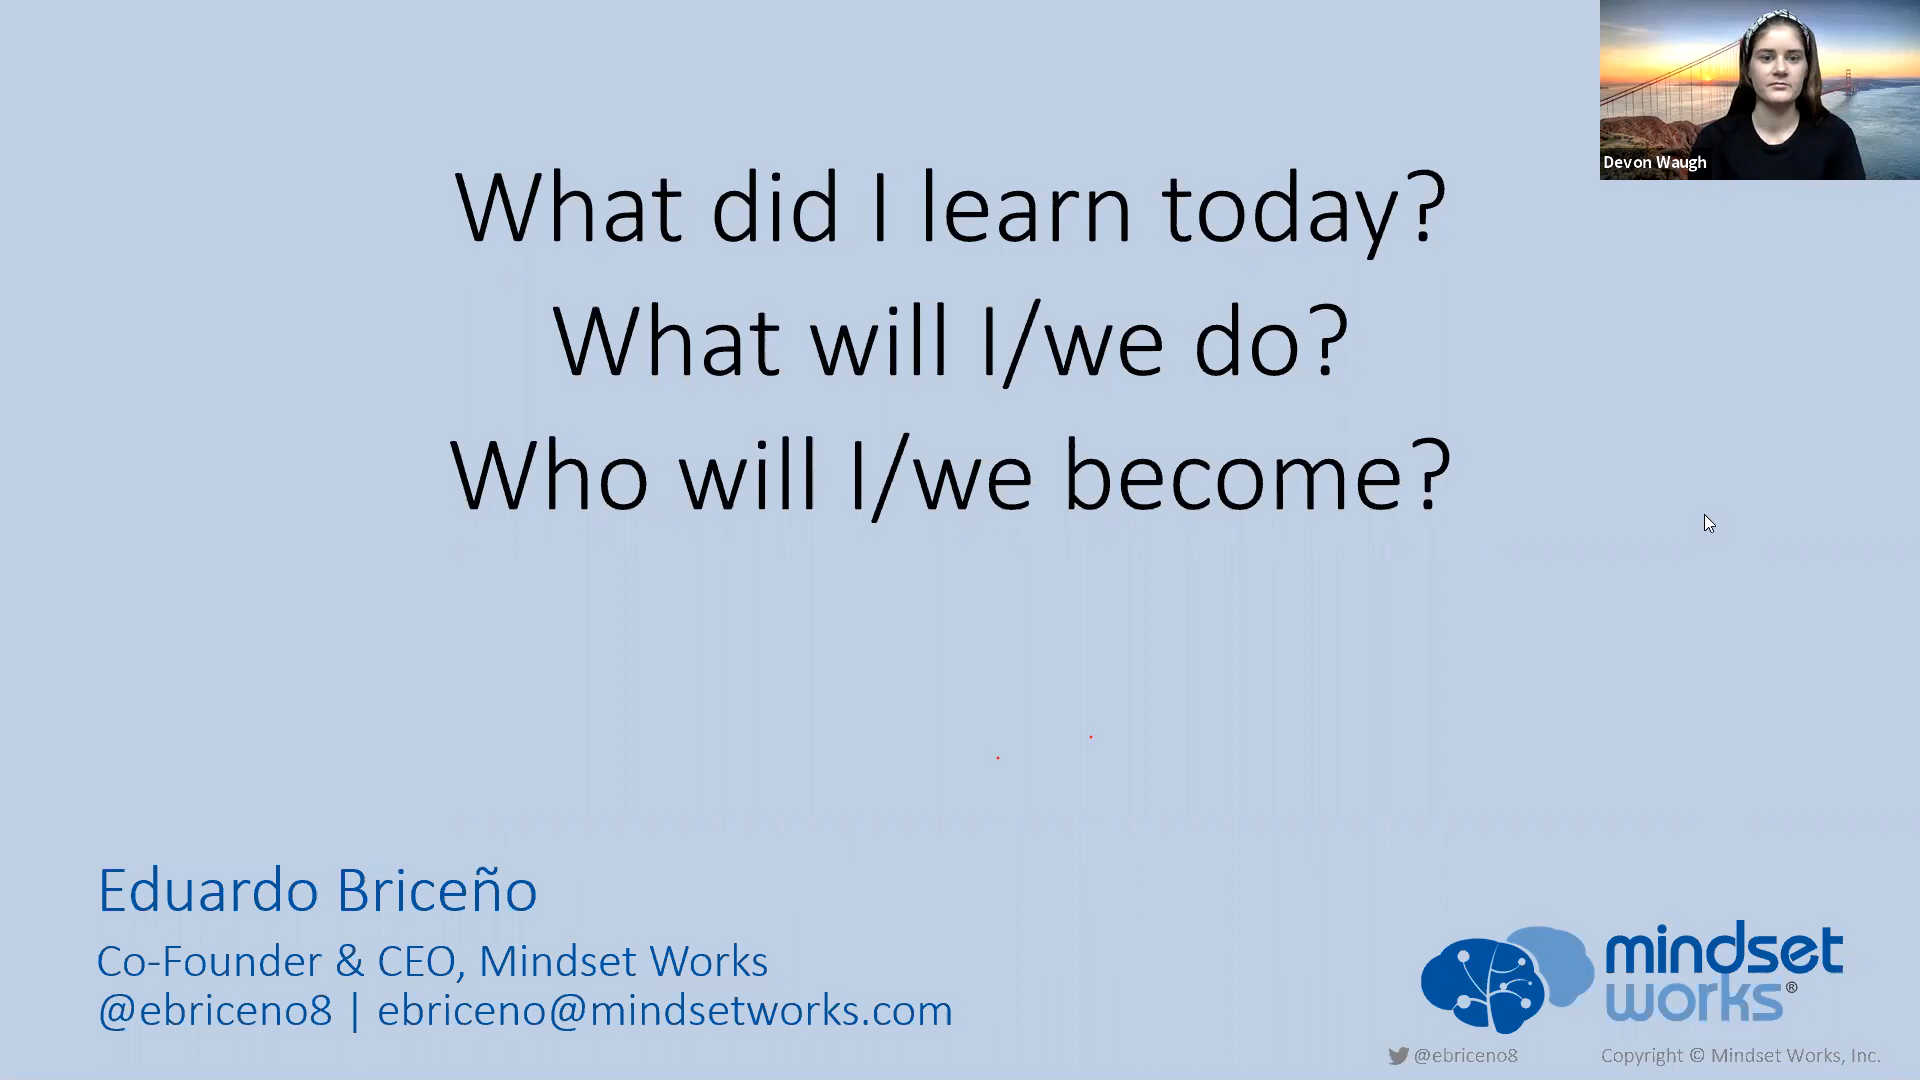 Devon Waugh
What did I learn today?
What will I/we do?
Who will I/we become?
Eduardo Briceño
Co-Founder & CEO, Mindset Works
@ebriceno8 | ebriceno@mindsetworks.com
mindset
works®
@ebriceno8
Copyright © Mindset Works, Inc.